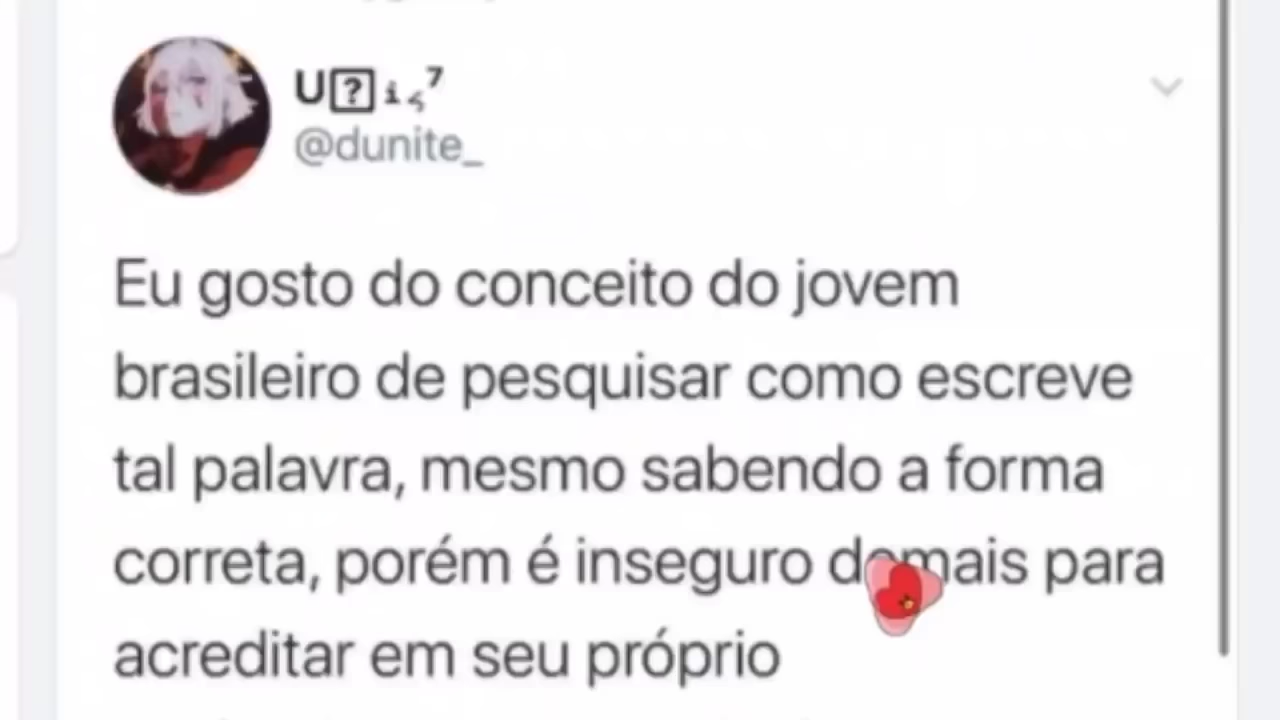 U⍰i𝓼⁷
@dunite_
Eu gosto do conceito do jovem
brasileiro de pesquisar como escreve
tal palavra, mesmo sabendo a forma
correta, porém é inseguro demais para
acreditar em seu próprio